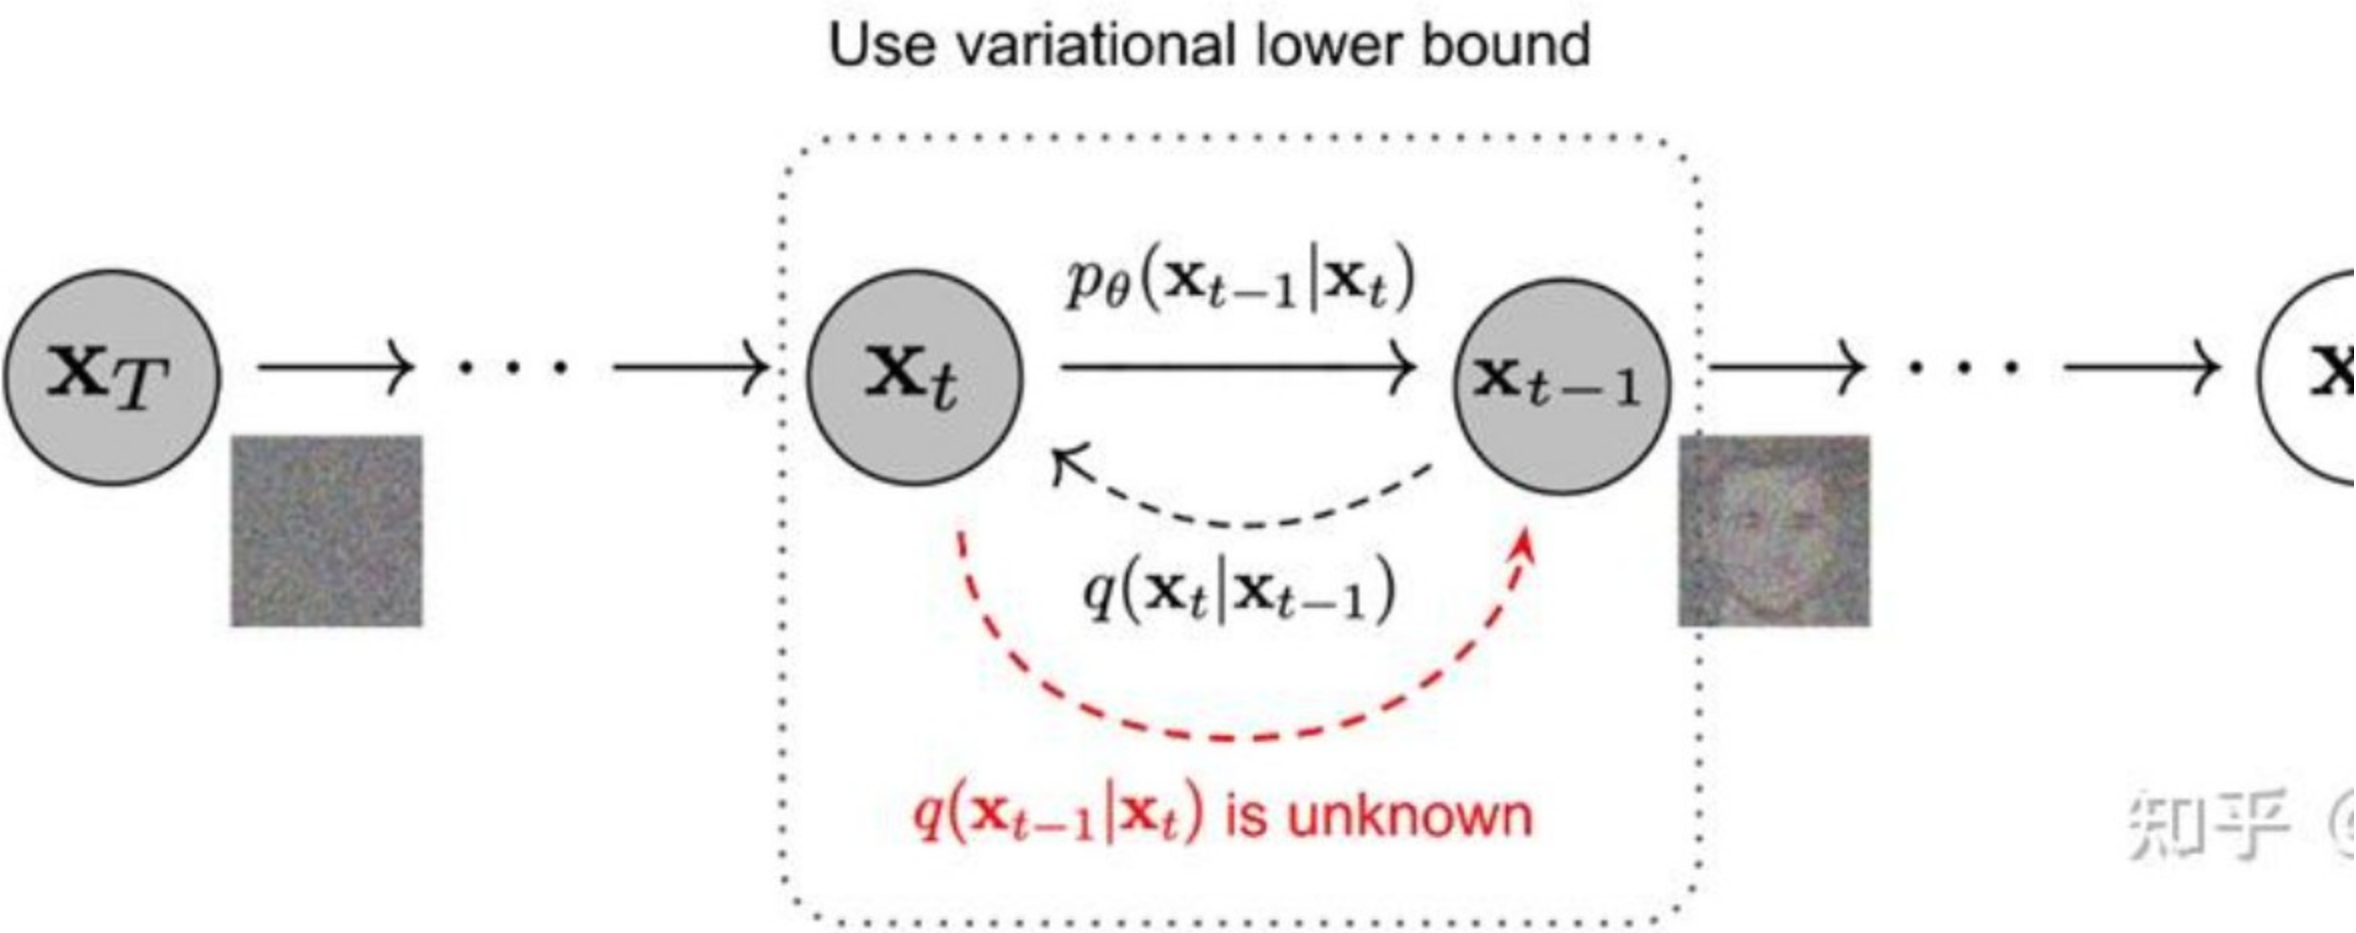 Use variational lower bound
x_T → ··· → x_t p_θ(x_{t−1}|x_t) x_{t−1} → ··· → x
q(x_t|x_{t−1})
q(x_{t−1}|x_t) is unknown
知乎 @